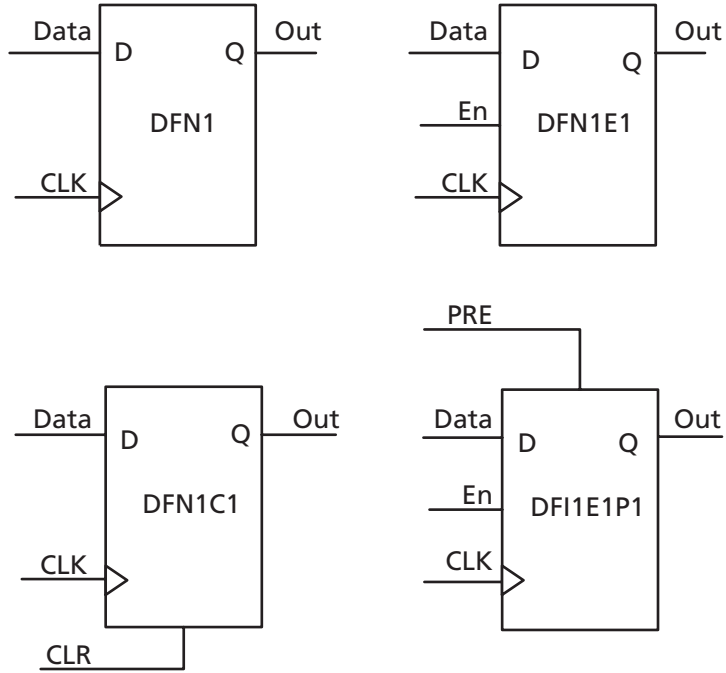 Data
D
Q
Out
DFN1
CLK
Data
D
Q
Out
En
DFN1E1
CLK
Data
D
Q
Out
DFN1C1
CLK
CLR
PRE
Data
D
Q
Out
En
DFI1E1P1
CLK